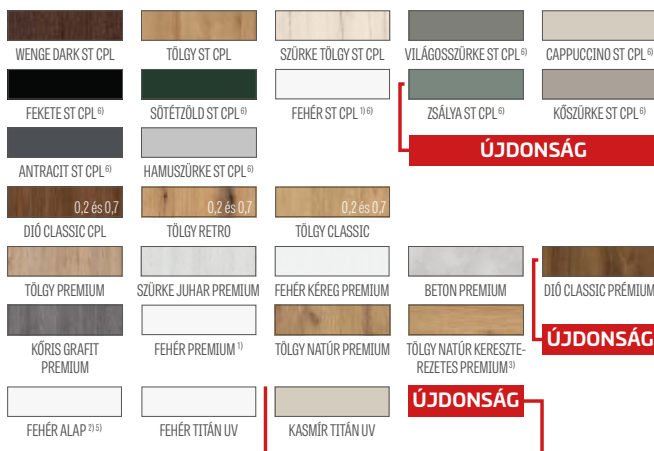 WENGE DARK ST CPL
TÖLGY ST CPL
SZÜRKE TÖLGY ST CPL
VILÁGOSSZÜRKE ST CPL 6)
CAPPUCCINO ST CPL 6)
FEKETE ST CPL 6)
SÖTÉTZÖLD ST CPL 6)
FEHÉR ST CPL 1) 6)
ZSÁLYA ST CPL 6)
KŐSZÜRKE ST CPL 6)
ÚJDONSÁG
ANTRACIT ST CPL 6)
HAMUSZÜRKE ST CPL 6)
0,2 és 0,7
0,2 és 0,7
0,2 és 0,7
DIÓ CLASSIC CPL
TÖLGY RETRO
TÖLGY CLASSIC
TÖLGY PREMIUM
SZÜRKE JUHAR PREMIUM
FEHÉR KÉREG PREMIUM
BETON PREMIUM
DIÓ CLASSIC PRÉMIUM
ÚJDONSÁG
KŐRIS GRAFIT
PREMIUM
FEHÉR PREMIUM 1)
TÖLGY NATÚR PREMIUM
TÖLGY NATÚR KERESZTE-
REZETES PREMIUM 3)
ÚJDONSÁG
FEHÉR ALAP 2) 5)
FEHÉR TITÁN UV
KASMÍR TITÁN UV